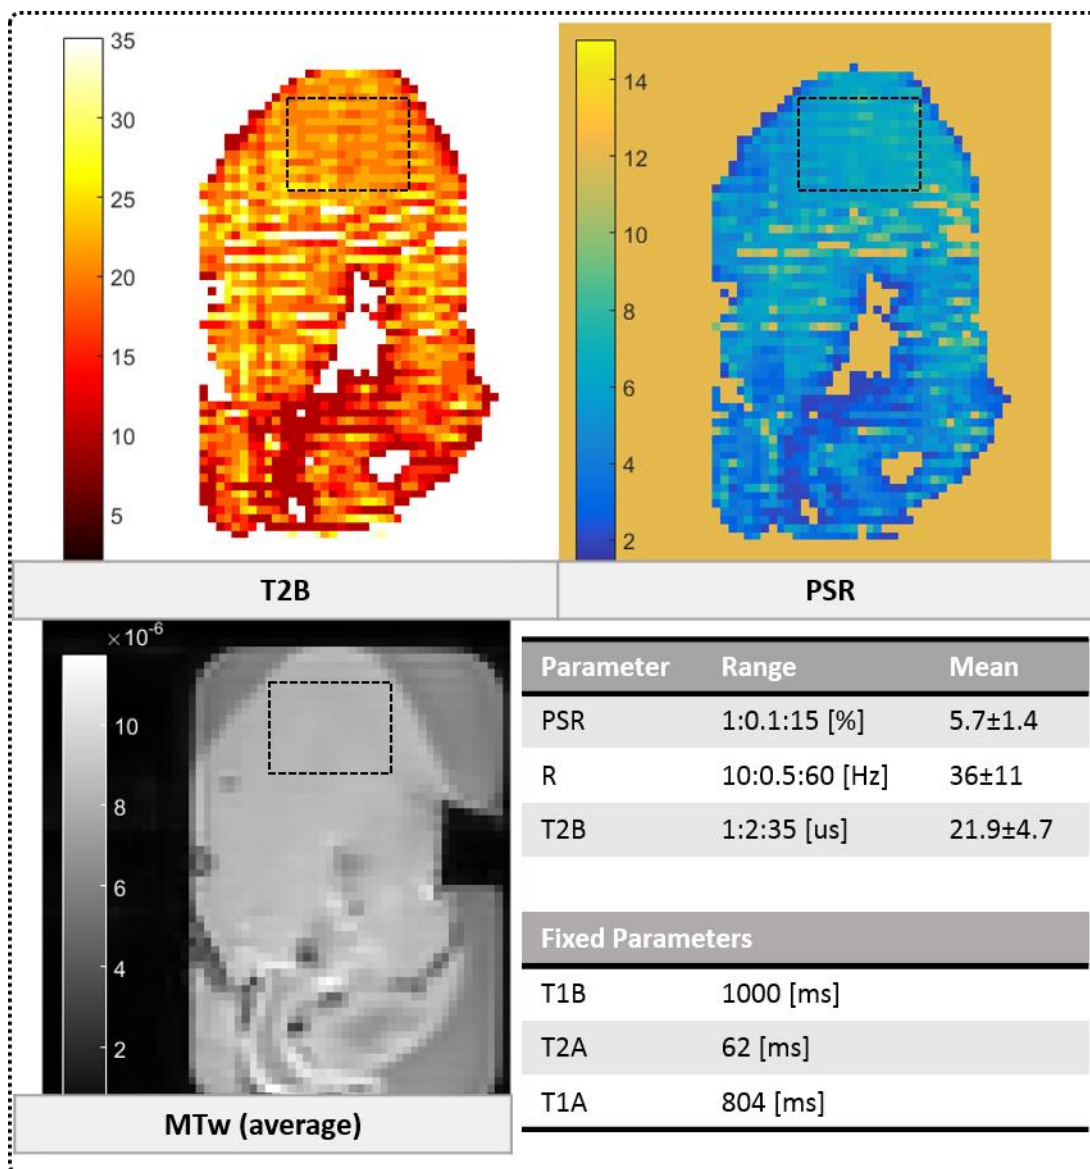 35
30
25
20
15
10
5
14
12
10
8
6
4
2
T2B
PSR
×10-6
10
8
6
4
2
MTw (average)
Parameter Range Mean
PSR 1:0.1:15 [%] 5.7±1.4
R 10:0.5:60 [Hz] 36±11
T2B 1:2:35 [us] 21.9±4.7
Fixed Parameters
T1B 1000 [ms]
T2A 62 [ms]
T1A 804 [ms]